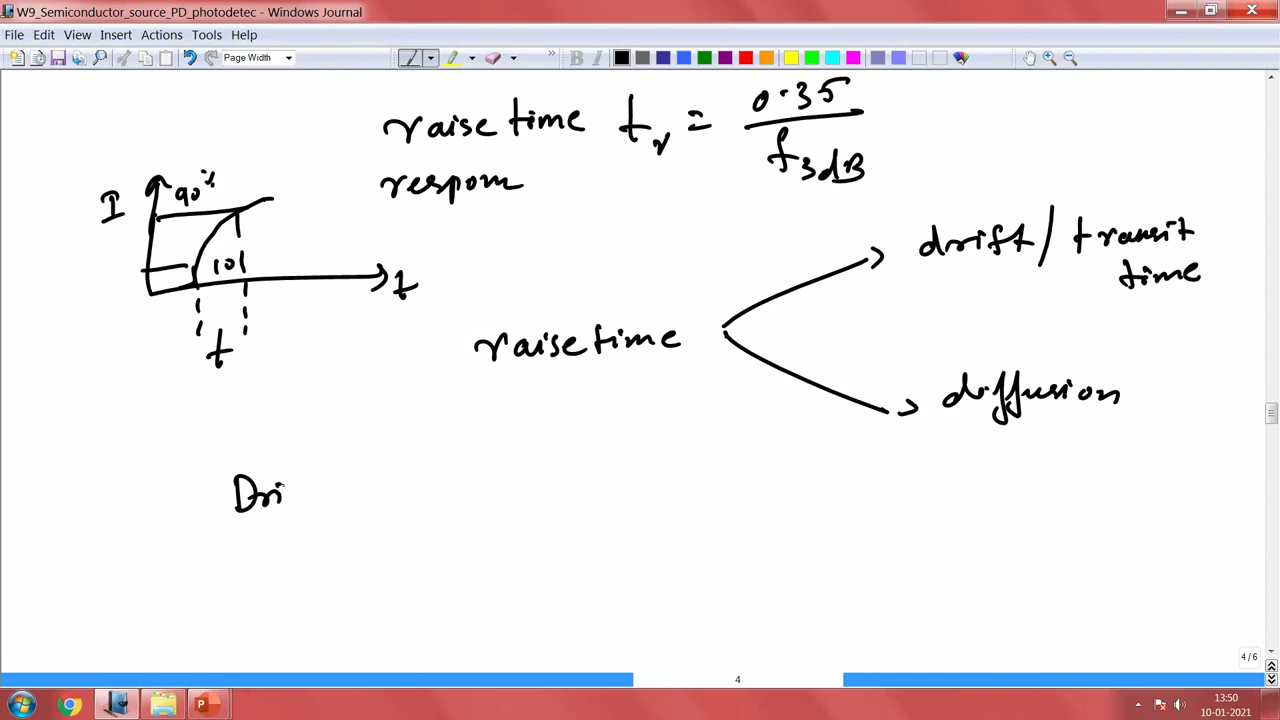 W9_Semiconductor_source_PD_photodetec - Windows Journal
File Edit View Insert Actions Tools Help
Page Width
B I
raise time tr = 0.35 / f3dB
respom
I 90%
10%
t
t
raise time
drift/transit
time
diffusion
Dri
4/6
4
13:50
10-01-2021